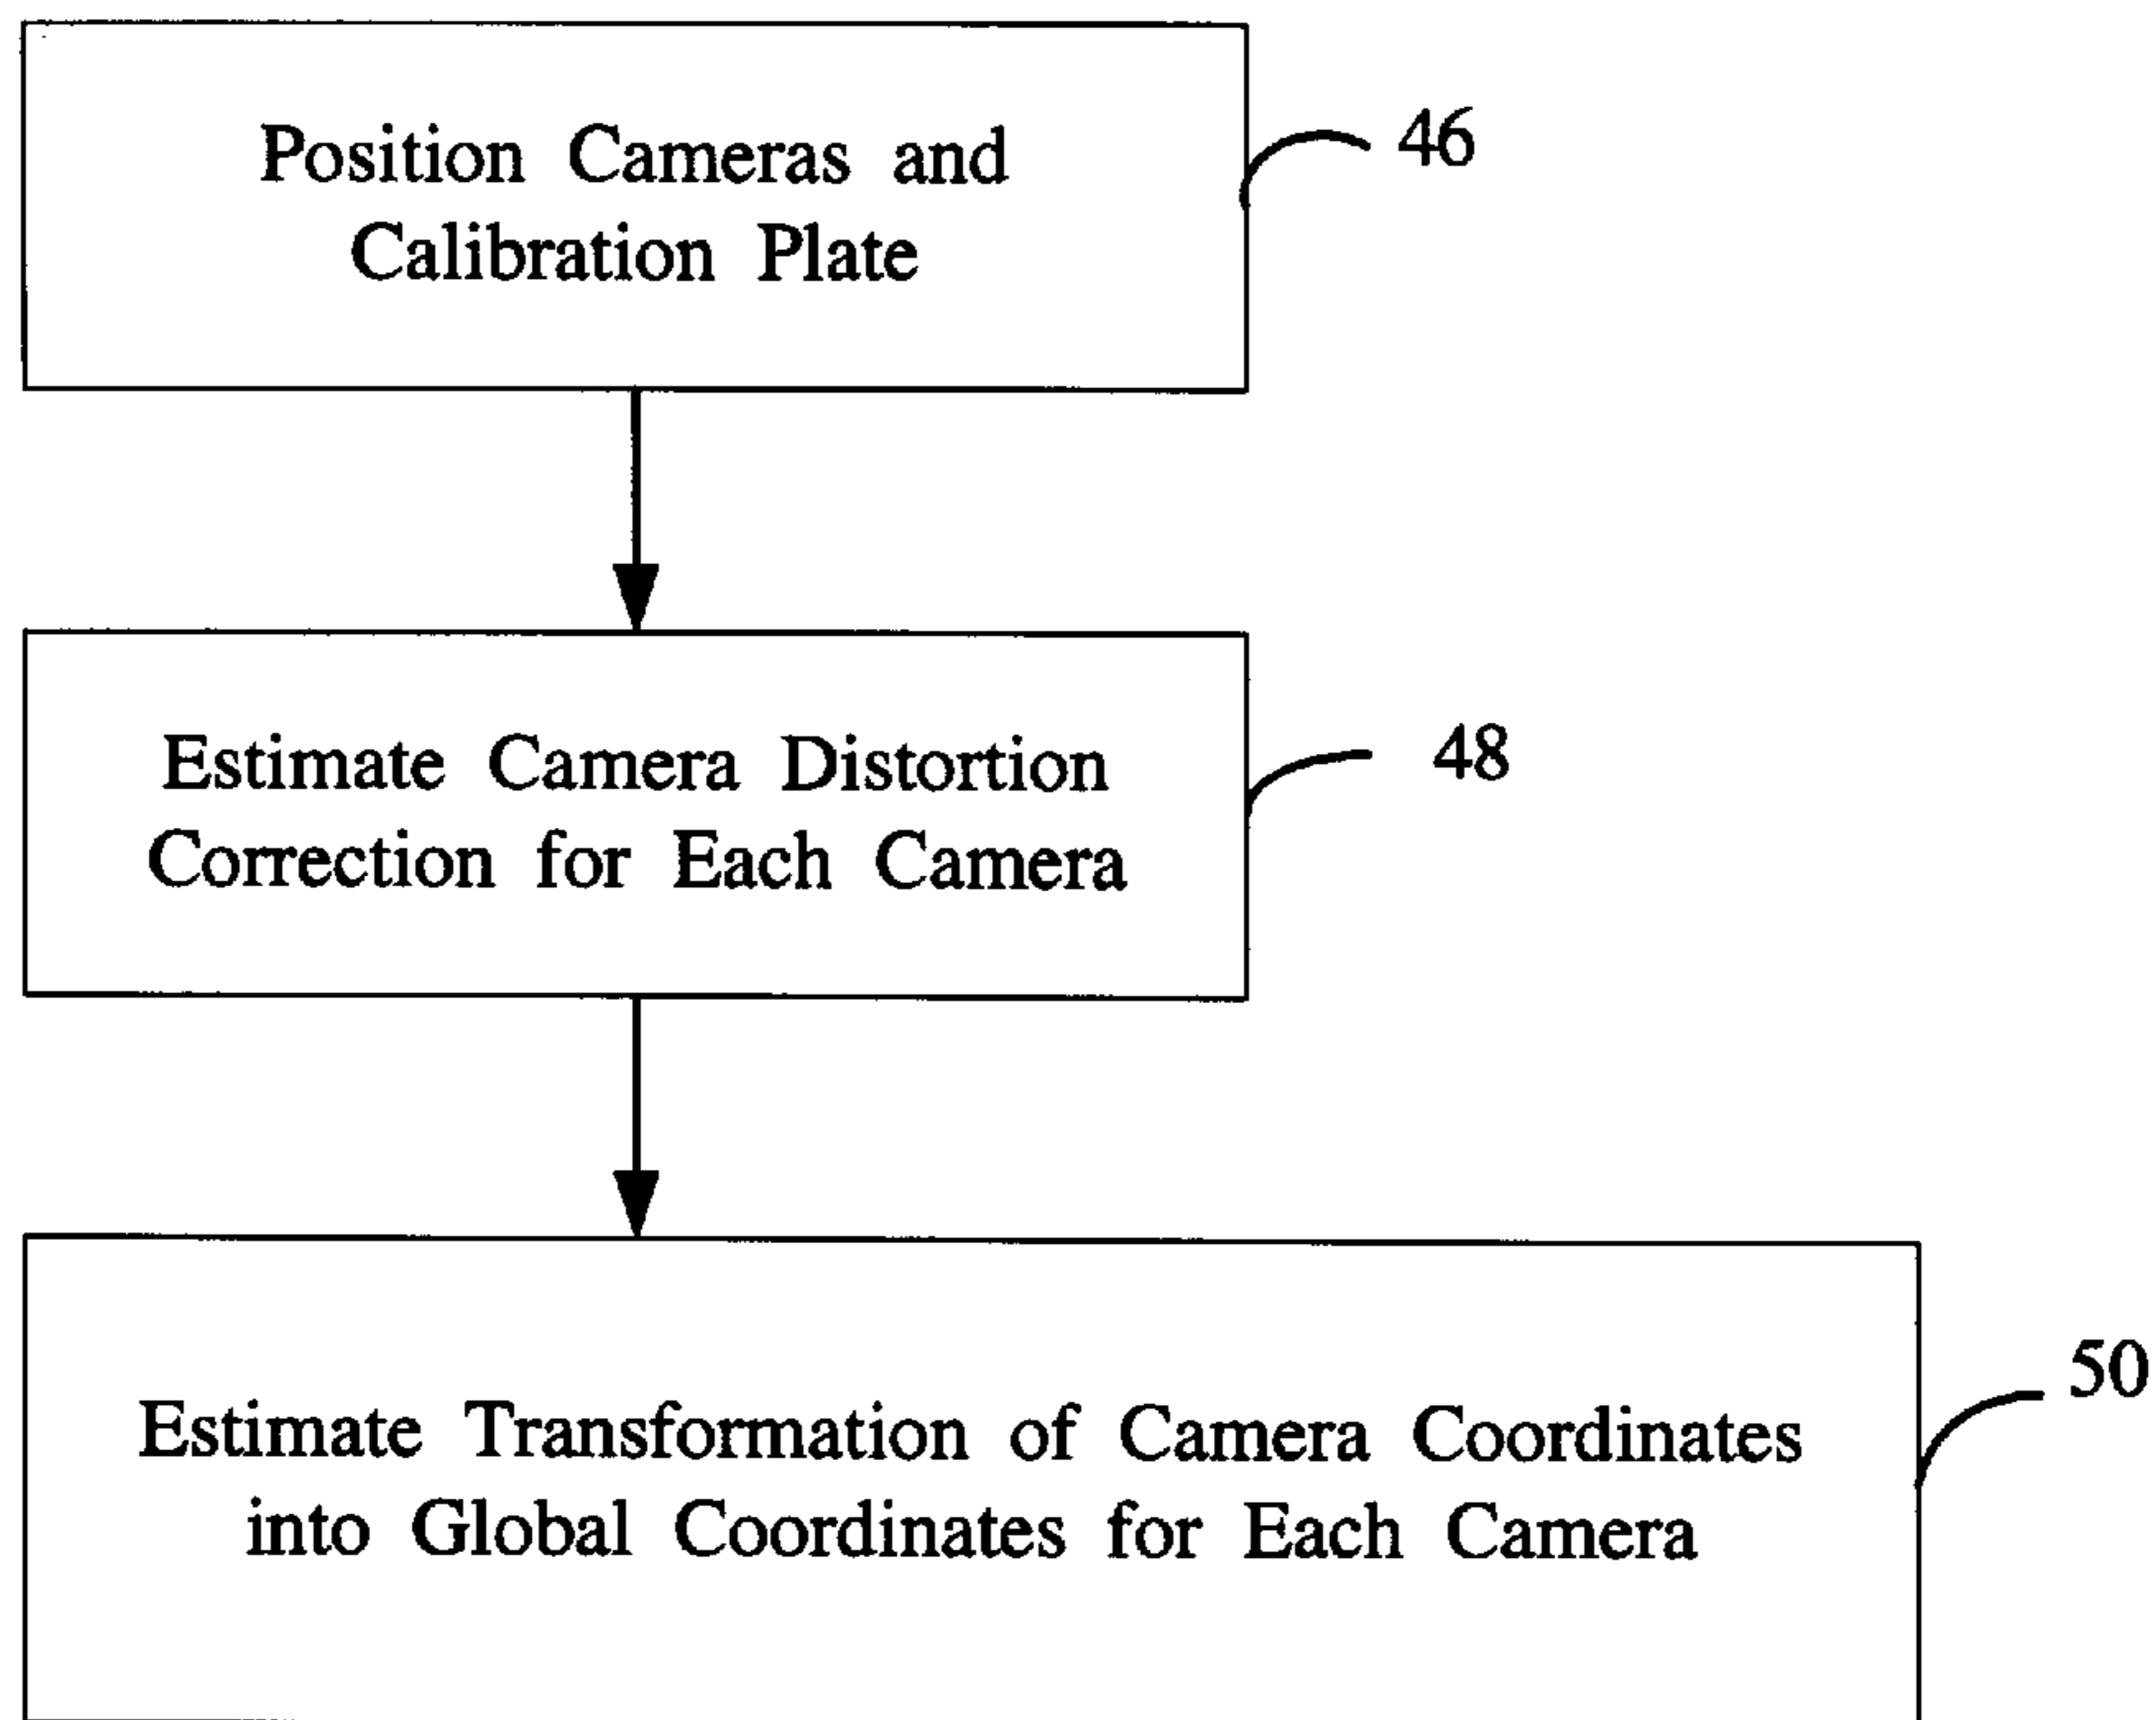 Position Cameras and
Calibration Plate
46
Estimate Camera Distortion
Correction for Each Camera
48
Estimate Transformation of Camera Coordinates
into Global Coordinates for Each Camera
50